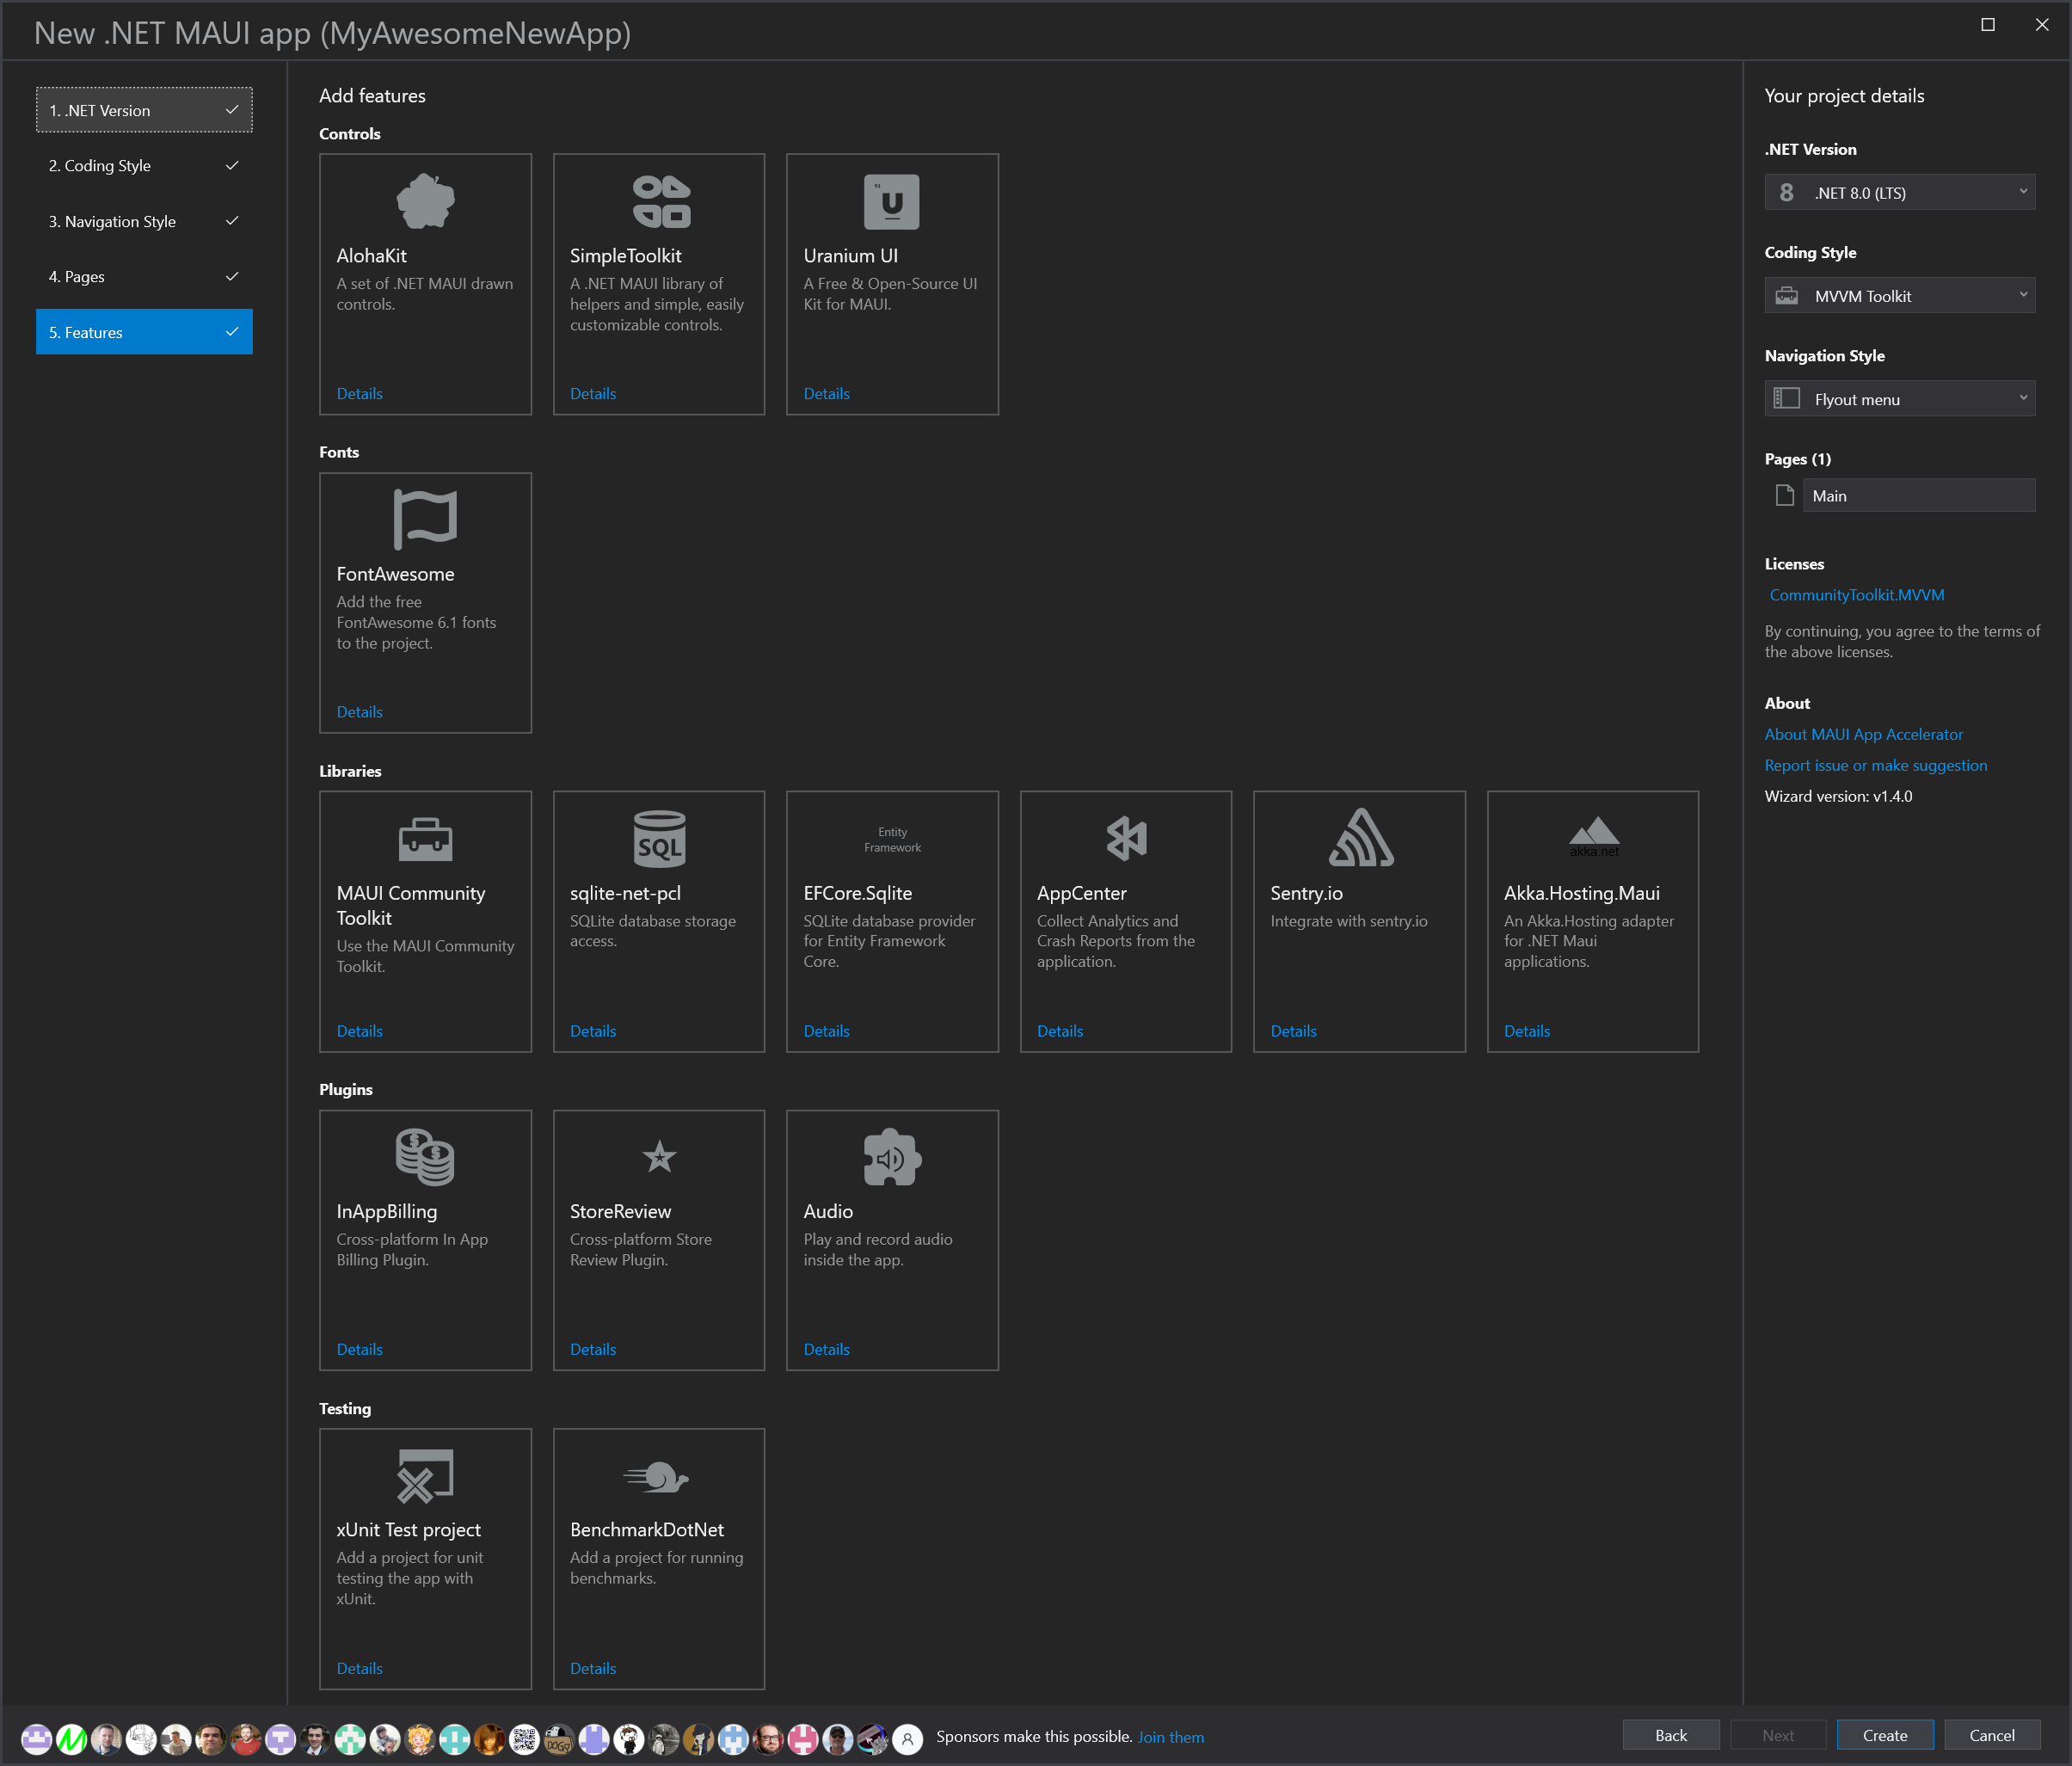 New .NET MAUI app (MyAwesomeNewApp)
1. .NET Version
2. Coding Style
3. Navigation Style
4. Pages
5. Features
Add features
Controls
AlohaKit
A set of .NET MAUI drawn
controls.
Details
SimpleToolkit
A .NET MAUI library of
helpers and simple, easily
customizable controls.
Details
U
Uranium UI
A Free & Open-Source UI
Kit for MAUI.
Details
Fonts
FontAwesome
Add the free
FontAwesome 6.1 fonts
to the project.
Details
Libraries
MAUI Community
Toolkit
Use the MAUI Community
Toolkit.
Details
SQL
sqlite-net-pcl
SQLite database storage
access.
Details
Entity
Framework
EFCore.Sqlite
SQLite database provider
for Entity Framework
Core.
Details
AppCenter
Collect Analytics and
Crash Reports from the
application.
Details
Sentry.io
Integrate with sentry.io
Details
akka.net
Akka.Hosting.Maui
An Akka.Hosting adapter
for .NET Maui
applications.
Details
Plugins
InAppBilling
Cross-platform In App
Billing Plugin.
Details
StoreReview
Cross-platform Store
Review Plugin.
Details
Audio
Play and record audio
inside the app.
Details
Testing
xUnit Test project
Add a project for unit
testing the app with
xUnit.
Details
BenchmarkDotNet
Add a project for running
benchmarks.
Details
Your project details
.NET Version
8 .NET 8.0 (LTS)
Coding Style
MVVM Toolkit
Navigation Style
Flyout menu
Pages (1)
Main
Licenses
CommunityToolkit.MVVM
By continuing, you agree to the terms of
the above licenses.
About
About MAUI App Accelerator
Report issue or make suggestion
Wizard version: v1.4.0
Sponsors make this possible. Join them
Back
Next
Create
Cancel